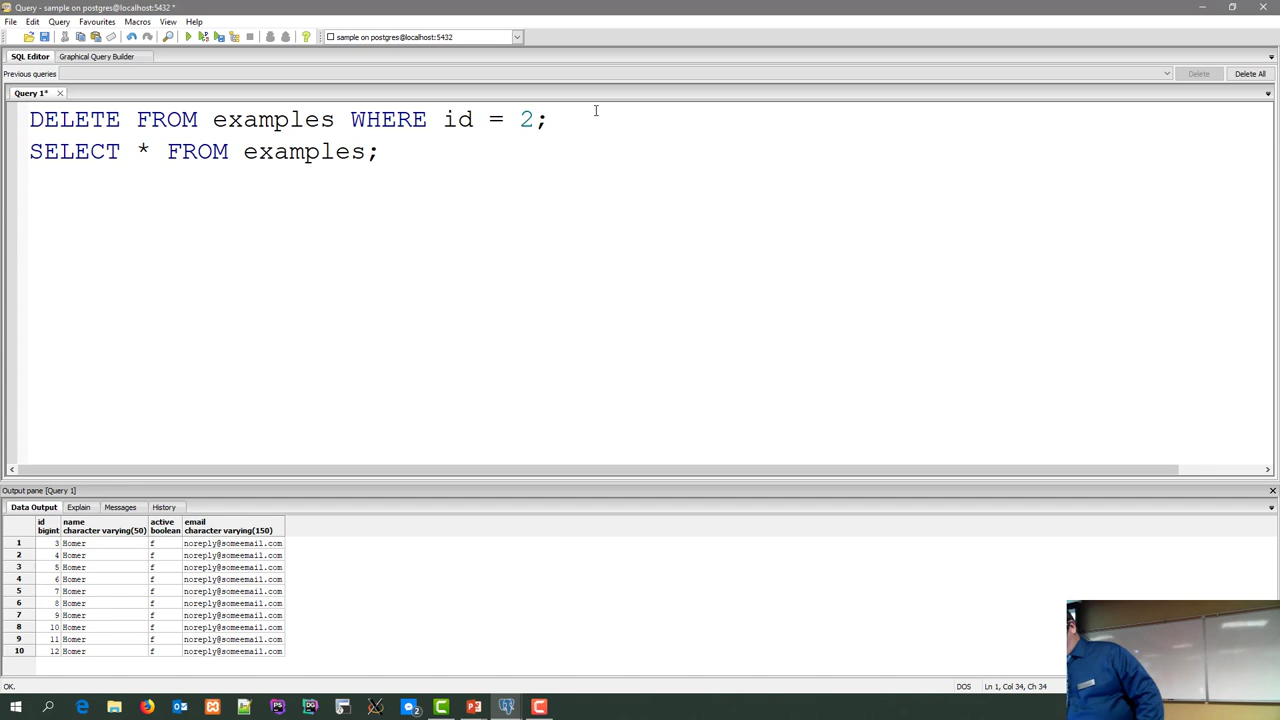 Query - sample on postgres@localhost:5432 *
File Edit Query Favourites Macros View Help
sample on postgres@localhost:5432
SQL Editor Graphical Query Builder
Previous queries Delete Delete All
Query 1*
DELETE FROM examples WHERE id = 2;
SELECT * FROM examples;
Output pane [Query 1]
Data Output Explain Messages History
id name active email
bigint character varying(50) boolean character varying(150)
1 3 Homer f noreply@someemail.com
2 4 Homer f noreply@someemail.com
3 5 Homer f noreply@someemail.com
4 6 Homer f noreply@someemail.com
5 7 Homer f noreply@someemail.com
6 8 Homer f noreply@someemail.com
7 9 Homer f noreply@someemail.com
8 10 Homer f noreply@someemail.com
9 11 Homer f noreply@someemail.com
10 12 Homer f noreply@someemail.com
OK. DOS Ln 1, Col 34, Ch 34
PS DG 2